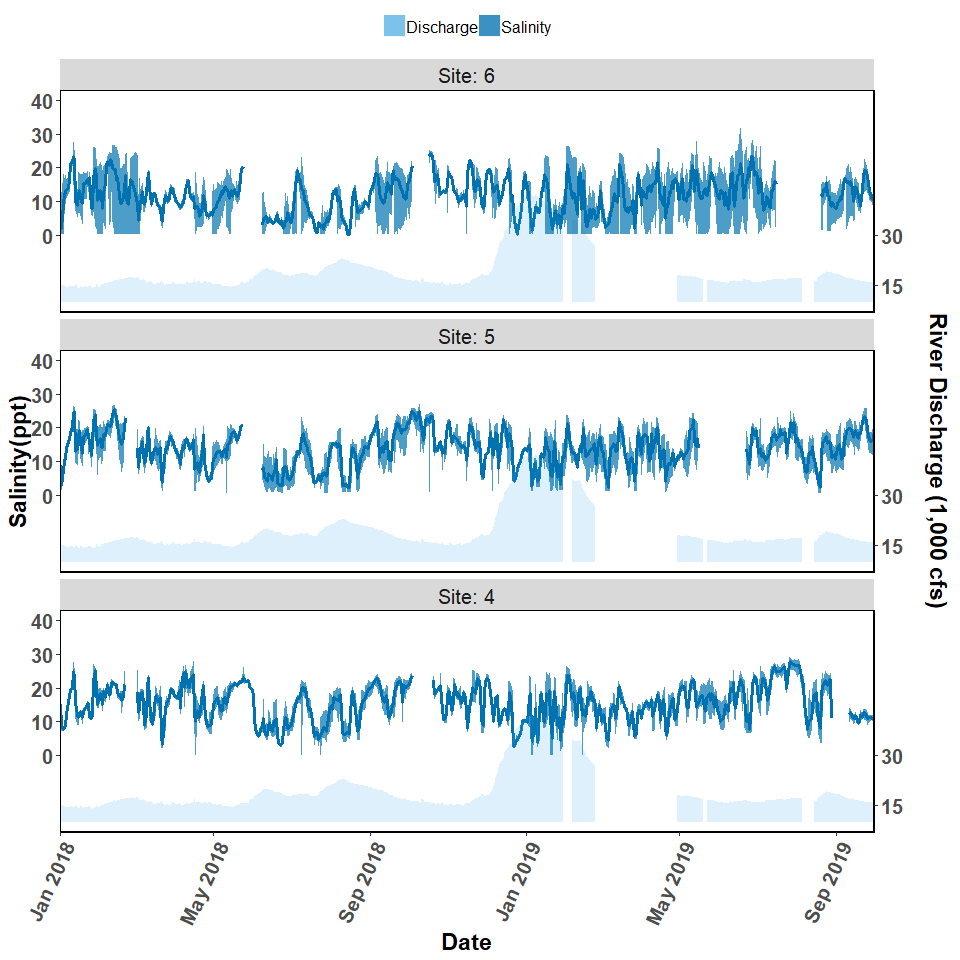 Discharge Salinity
Site: 6
40
30
20
10
0
30
15
Site: 5
40
30
20
10
0
30
15
Site: 4
40
30
20
10
0
30
15
Salinity(ppt)
River Discharge (1,000 cfs)
Jan 2018
May 2018
Sep 2018
Jan 2019
May 2019
Sep 2019
Date